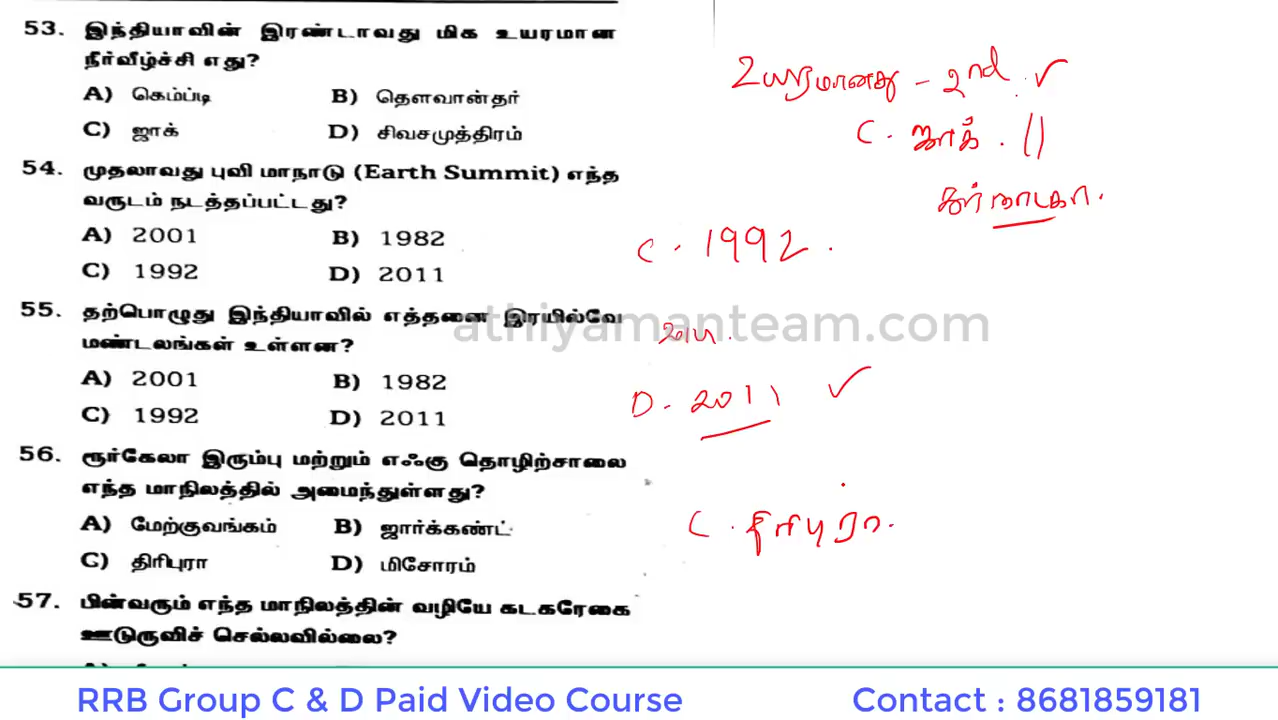 53. இந்தியாவின் இரண்டாவது மிக உயரமான
நீர்வீழ்ச்சி எது?
A) கெம்ப்டி B) தௌவான்தர்
C) ஜாக் D) சிவசமுத்திரம்
54. முதலாவது புவி மாநாடு (Earth Summit) எந்த
வருடம் நடத்தப்பட்டது?
A) 2001 B) 1982
C) 1992 D) 2011
55. தற்பொழுது இந்தியாவில் எத்தனை இரயில்வே
மண்டலங்கள் உள்ளன?
A) 2001 B) 1982
C) 1992 D) 2011
56. ரூர்கேலா இரும்பு மற்றும் எஃகு தொழிற்சாலை
எந்த மாநிலத்தில் அமைந்துள்ளது?
A) மேற்குவங்கம் B) ஜார்க்கண்ட்
C) திரிபுரா D) மிசோரம்
57. பின்வரும் எந்த மாநிலத்தின் வழியே கடகரேகை
ஊடுருவிச் செல்லவில்லை?
உயரமானது - 2nd ✓
C. ஜாக். //
கர்நாடகா.
C. 1992.
athiyamanteam.com
D. 2011 ✓
C. திரிபுரா.
RRB Group C & D Paid Video Course Contact : 8681859181